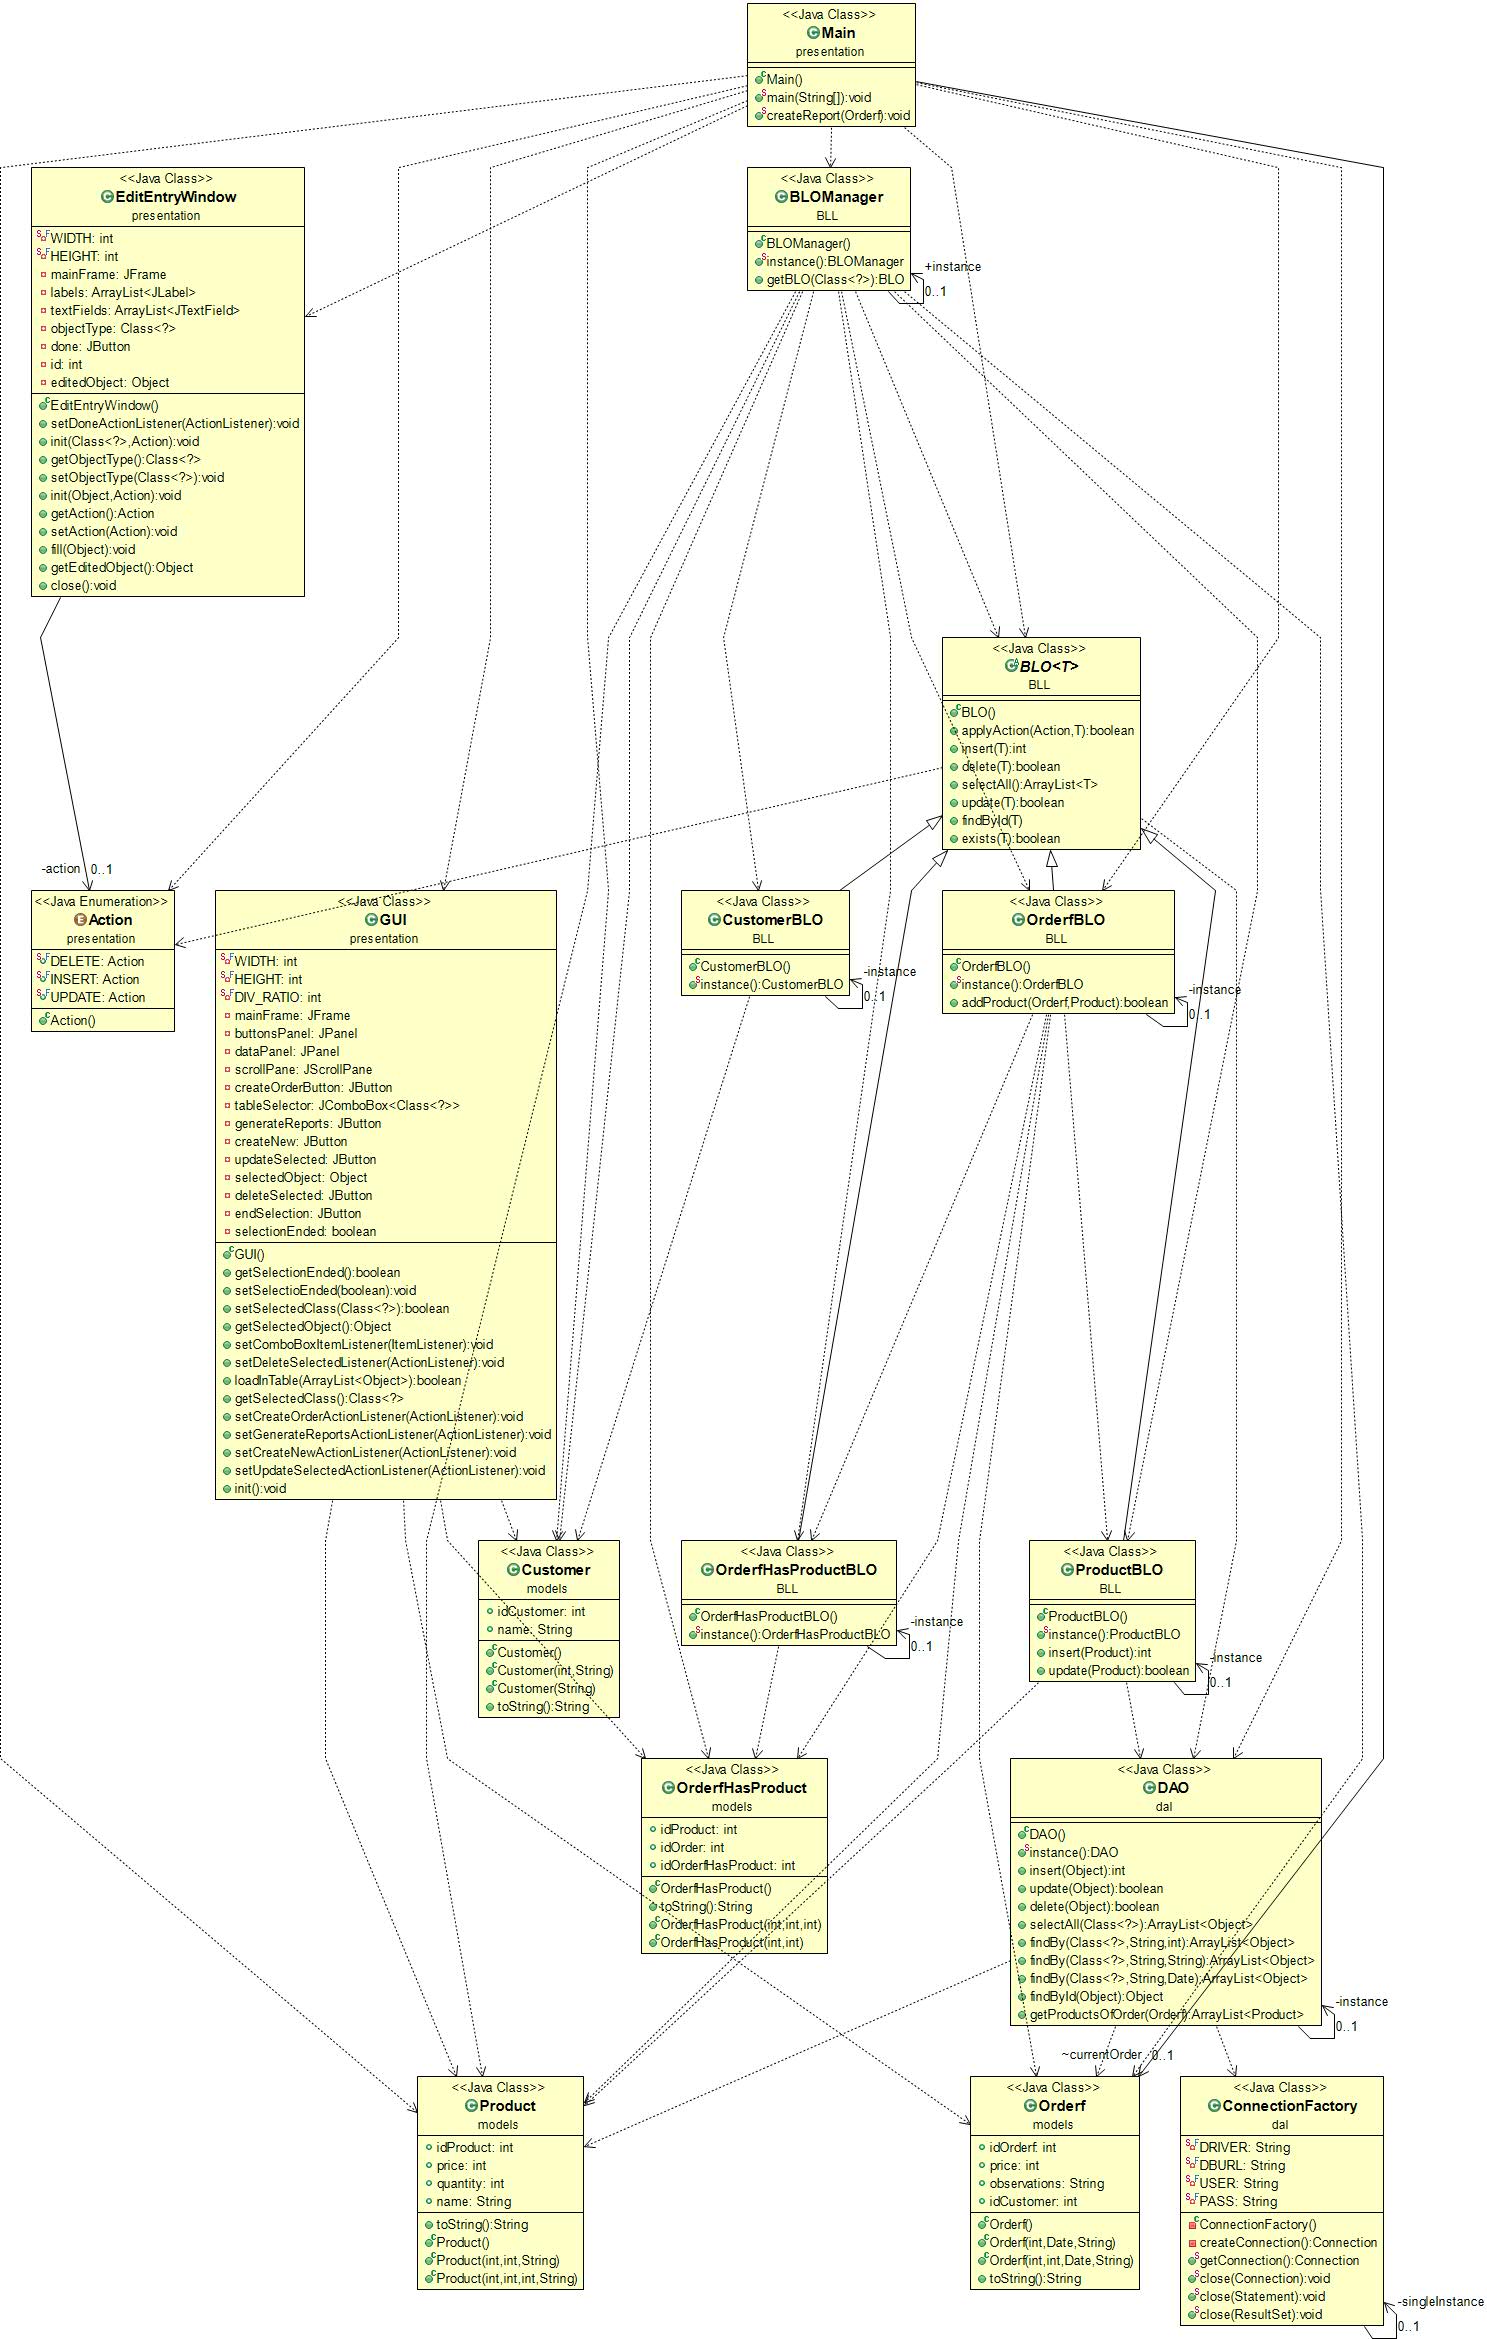 <<Java Class>>
Main
presentation
Main()
main(String[]):void
createReport(Orderf):void
<<Java Class>>
EditEntryWindow
presentation
WIDTH: int
HEIGHT: int
mainFrame: JFrame
labels: ArrayList<JLabel>
textFields: ArrayList<JTextField>
objectType: Class<?>
done: JButton
id: int
editedObject: Object
EditEntryWindow()
setDoneActionListener(ActionListener):void
init(Class<?>,Action):void
getObjectType():Class<?>
setObjectType(Class<?>):void
init(Object,Action):void
getAction():Action
setAction(Action):void
fill(Object):void
getEditedObject():Object
close():void
<<Java Class>>
BLOManager
BLL
BLOManager()
instance():BLOManager
getBLO(Class<?>):BLO
+instance
0..1
<<Java Class>>
BLO<T>
BLL
BLO()
applyAction(Action,T):boolean
insert(T):int
delete(T):boolean
selectAll():ArrayList<T>
update(T):boolean
findById(T)
exists(T):boolean
-action
0..1
<<Java Enumeration>>
Action
presentation
DELETE: Action
INSERT: Action
UPDATE: Action
Action()
<<Java Class>>
GUI
presentation
WIDTH: int
HEIGHT: int
DIV_RATIO: int
mainFrame: JFrame
buttonsPanel: JPanel
dataPanel: JPanel
scrollPane: JScrollPane
createOrderButton: JButton
tableSelector: JComboBox<Class<?>>
generateReports: JButton
createNew: JButton
updateSelected: JButton
selectedObject: Object
deleteSelected: JButton
endSelection: JButton
selectionEnded: boolean
GUI()
getSelectionEnded():boolean
setSelectioEnded(boolean):void
setSelectedClass(Class<?>):boolean
getSelectedObject():Object
setComboBoxItemListener(ItemListener):void
setDeleteSelectedListener(ActionListener):void
loadInTable(ArrayList<Object>):boolean
getSelectedClass():Class<?>
setCreateOrderActionListener(ActionListener):void
setGenerateReportsActionListener(ActionListener):void
setCreateNewActionListener(ActionListener):void
setUpdateSelectedActionListener(ActionListener):void
init():void
<<Java Class>>
CustomerBLO
BLL
CustomerBLO()
instance():CustomerBLO
-instance
0..1
<<Java Class>>
OrderfBLO
BLL
OrderfBLO()
instance():OrderfBLO
addProduct(Orderf,Product):boolean
-instance
0..1
<<Java Class>>
Customer
models
idCustomer: int
name: String
Customer()
Customer(int,String)
Customer(String)
toString():String
<<Java Class>>
OrderfHasProductBLO
BLL
OrderfHasProductBLO()
instance():OrderfHasProductBLO
-instance
0..1
<<Java Class>>
ProductBLO
BLL
ProductBLO()
instance():ProductBLO
insert(Product):int
update(Product):boolean
-instance
0..1
<<Java Class>>
OrderfHasProduct
models
idProduct: int
idOrder: int
idOrderfHasProduct: int
OrderfHasProduct()
toString():String
OrderfHasProduct(int,int,int)
OrderfHasProduct(int,int)
<<Java Class>>
DAO
dal
DAO()
instance():DAO
insert(Object):int
update(Object):boolean
delete(Object):boolean
selectAll(Class<?>):ArrayList<Object>
findBy(Class<?>,String,int):ArrayList<Object>
findBy(Class<?>,String,String):ArrayList<Object>
findBy(Class<?>,String,Date):ArrayList<Object>
findById(Object):Object
getProductsOfOrder(Orderf):ArrayList<Product>
-instance
0..1
~currentOrder
0..1
<<Java Class>>
Product
models
idProduct: int
price: int
quantity: int
name: String
toString():String
Product()
Product(int,int,String)
Product(int,int,int,String)
<<Java Class>>
Orderf
models
idOrderf: int
price: int
observations: String
idCustomer: int
Orderf()
Orderf(int,Date,String)
Orderf(int,int,Date,String)
toString():String
<<Java Class>>
ConnectionFactory
dal
DRIVER: String
DBURL: String
USER: String
PASS: String
ConnectionFactory()
createConnection():Connection
getConnection():Connection
close(Connection):void
close(Statement):void
close(ResultSet):void
-singleInstance
0..1